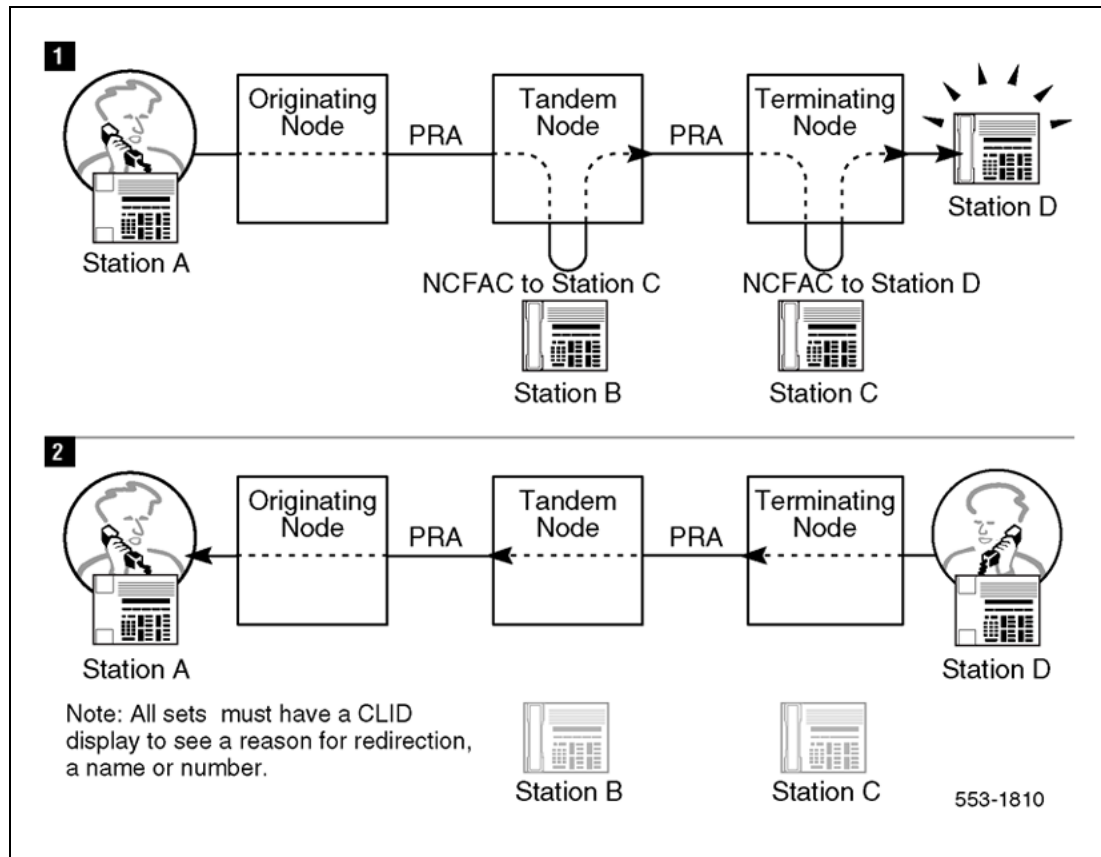 1
Originating
Node
PRA
Tandem
Node
PRA
Terminating
Node
Station A
Station D
NCFAC to Station C
NCFAC to Station D
Station B
Station C
2
Originating
Node
PRA
Tandem
Node
PRA
Terminating
Node
Station A
Station D
Note: All sets must have a CLID
display to see a reason for redirection,
a name or number.
Station B
Station C
553-1810